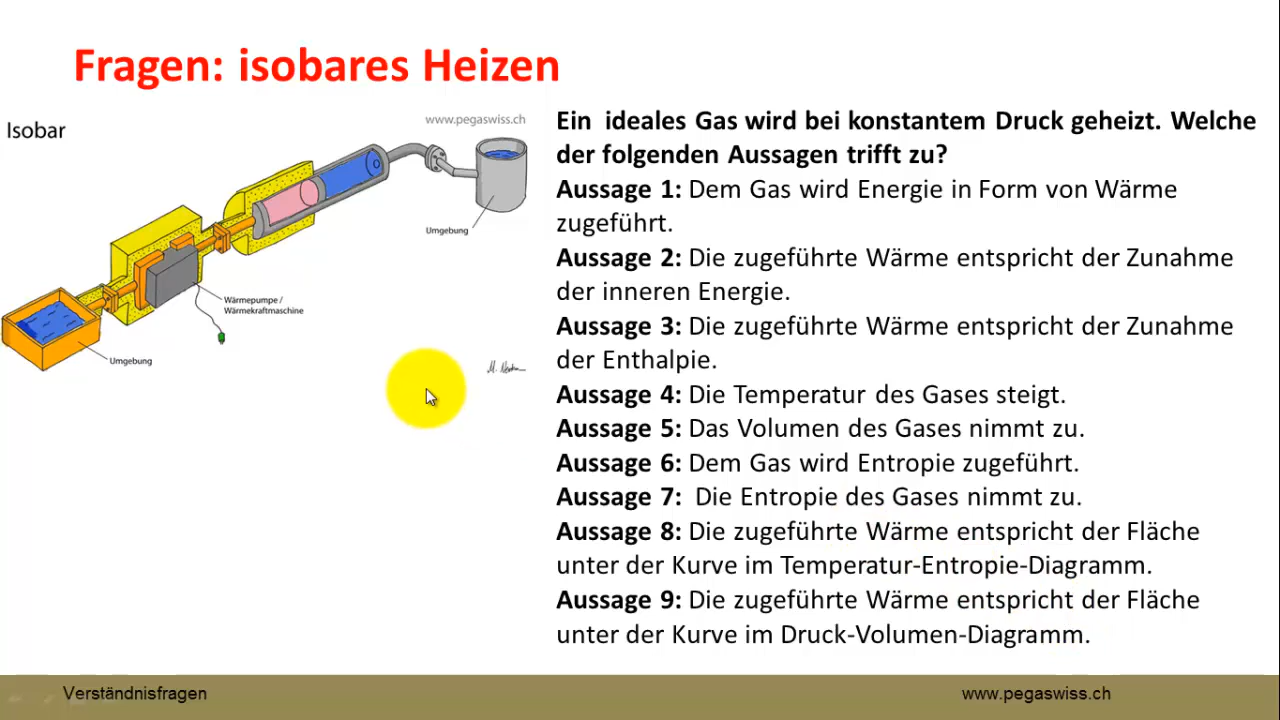 Fragen: isobares Heizen
Isobar
www.pegaswiss.ch
Umgebung
Wärmepumpe /
Wärmekraftmaschine
Umgebung
Ein ideales Gas wird bei konstantem Druck geheizt. Welche
der folgenden Aussagen trifft zu?
Aussage 1: Dem Gas wird Energie in Form von Wärme
zugeführt.
Aussage 2: Die zugeführte Wärme entspricht der Zunahme
der inneren Energie.
Aussage 3: Die zugeführte Wärme entspricht der Zunahme
der Enthalpie.
Aussage 4: Die Temperatur des Gases steigt.
Aussage 5: Das Volumen des Gases nimmt zu.
Aussage 6: Dem Gas wird Entropie zugeführt.
Aussage 7: Die Entropie des Gases nimmt zu.
Aussage 8: Die zugeführte Wärme entspricht der Fläche
unter der Kurve im Temperatur-Entropie-Diagramm.
Aussage 9: Die zugeführte Wärme entspricht der Fläche
unter der Kurve im Druck-Volumen-Diagramm.
Verständnisfragen
www.pegaswiss.ch